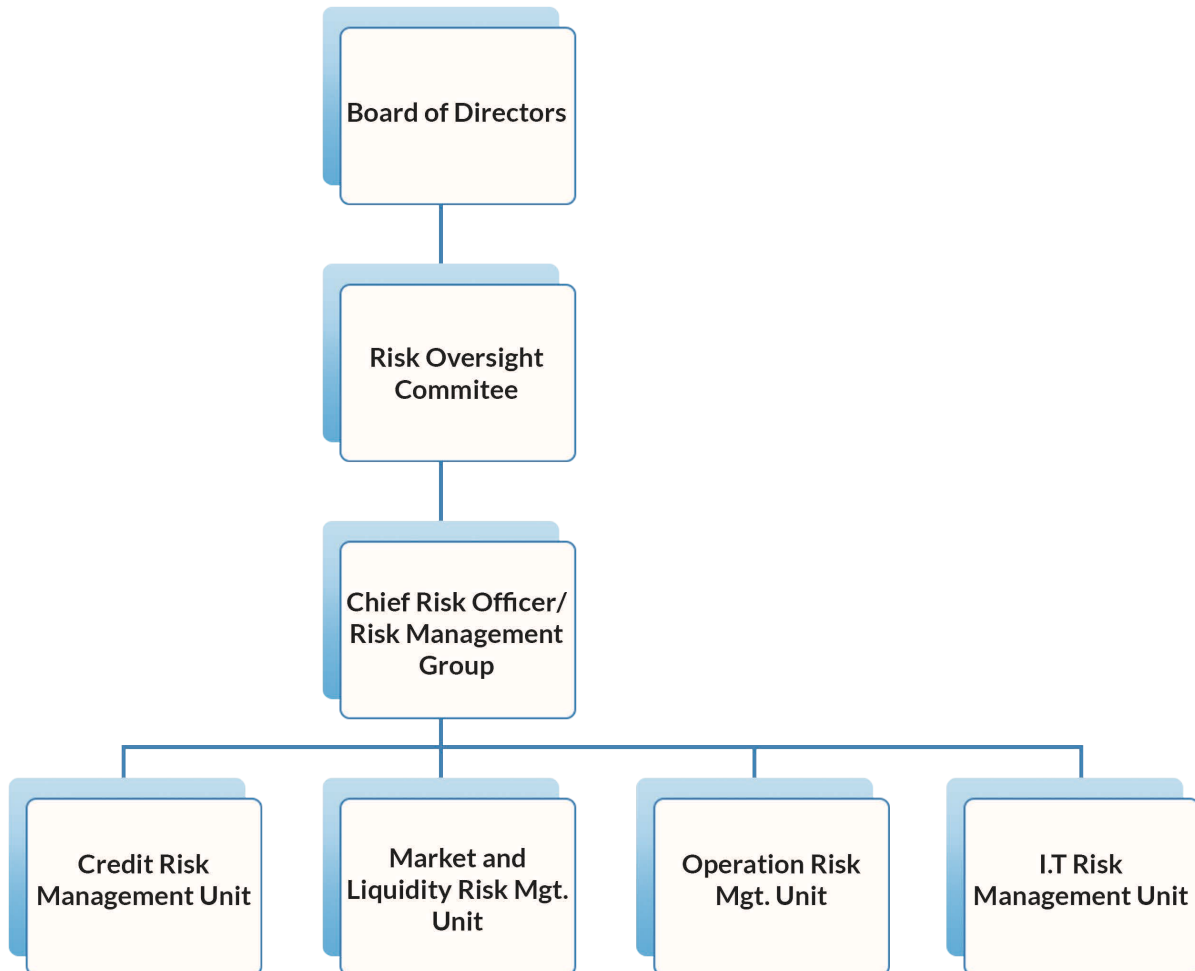 Board of Directors
Risk Oversight
Commitee
Chief Risk Officer/
Risk Management
Group
Credit Risk
Management Unit
Market and
Liquidity Risk Mgt.
Unit
Operation Risk
Mgt. Unit
I.T Risk
Management Unit